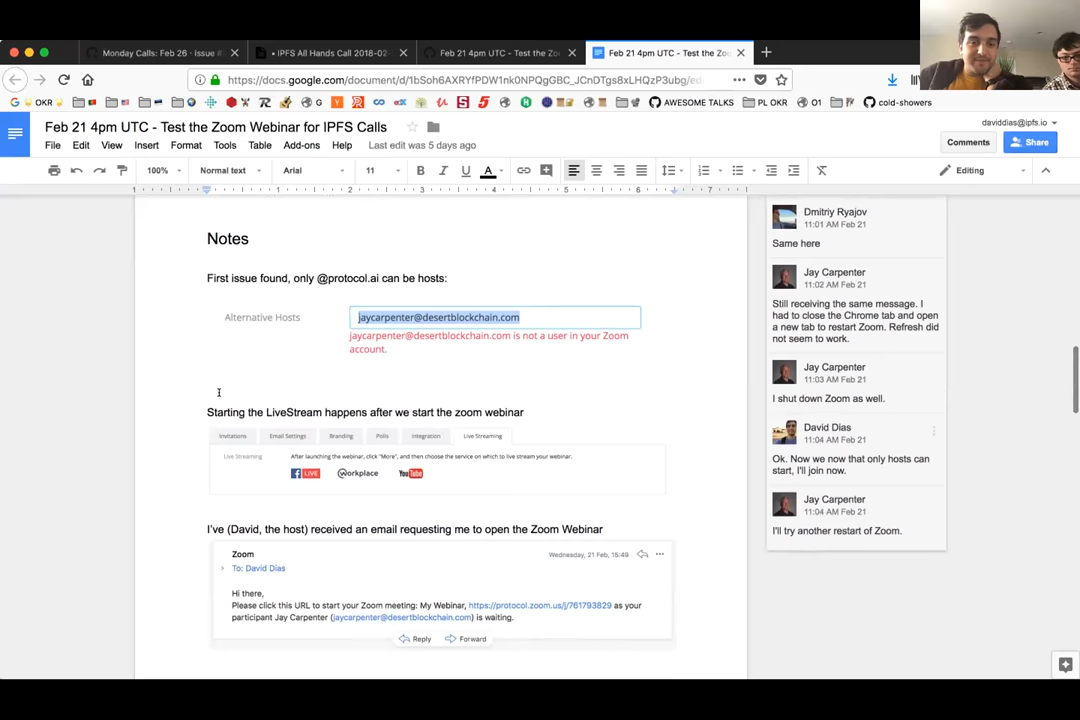 Monday Calls: Feb 26 · Issue #
IPFS All Hands Call 2018-02-
Feb 21 4pm UTC - Test the Zo
Feb 21 4pm UTC - Test the Zo
https://docs.google.com/document/d/1bSoh6AXRYfPDW1nk0NPQgGBC_JCnDTgs8xLHQzP3ubg/ed
OKR
G
AWESOME TALKS
PL OKR
O1
cold-showers
daviddias@ipfs.io
Feb 21 4pm UTC - Test the Zoom Webinar for IPFS Calls
File Edit View Insert Format Tools Table Add-ons Help Last edit was 5 days ago
Comments
Share
100% Normal text Arial 11 B I U A Editing
1 1 2 3 4 5 6 7
Notes
First issue found, only @protocol.ai can be hosts:
Alternative Hosts
jaycarpenter@desertblockchain.com
jaycarpenter@desertblockchain.com is not a user in your Zoom
account.
Starting the LiveStream happens after we start the zoom webinar
Invitations Email Settings Branding Polls Integration Live Streaming
Live Streaming
After launching the webinar, click "More", and then choose the service on which to live stream your webinar.
f LIVE
workplace
YouTube
I've (David, the host) received an email requesting me to open the Zoom Webinar
Zoom
Wednesday, 21 Feb, 15:49
To: David Dias
Hi there,
Please click this URL to start your Zoom meeting: My Webinar, https://protocol.zoom.us/j/761793829 as your
participant Jay Carpenter (jaycarpenter@desertblockchain.com) is waiting.
Reply Forward
Dmitriy Ryajov
11:01 AM Feb 21
Same here
Jay Carpenter
11:02 AM Feb 21
Still receiving the same message. I
had to close the Chrome tab and open
a new tab to restart Zoom. Refresh did
not seem to work.
Jay Carpenter
11:03 AM Feb 21
I shut down Zoom as well.
David Dias
11:04 AM Feb 21
Ok. Now we now that only hosts can
start, I'll join now.
Jay Carpenter
11:04 AM Feb 21
I'll try another restart of Zoom.